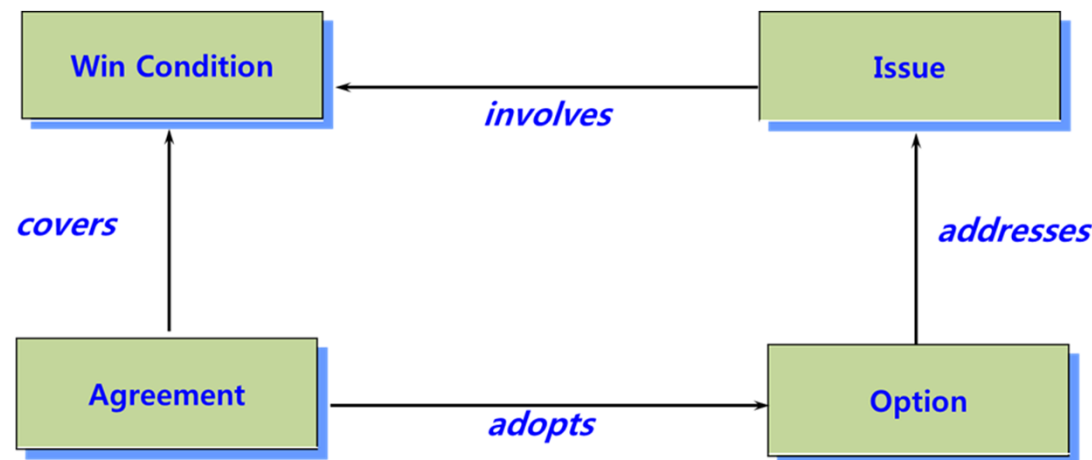 Win Condition
Issue
involves
covers
addresses
Agreement
Option
adopts